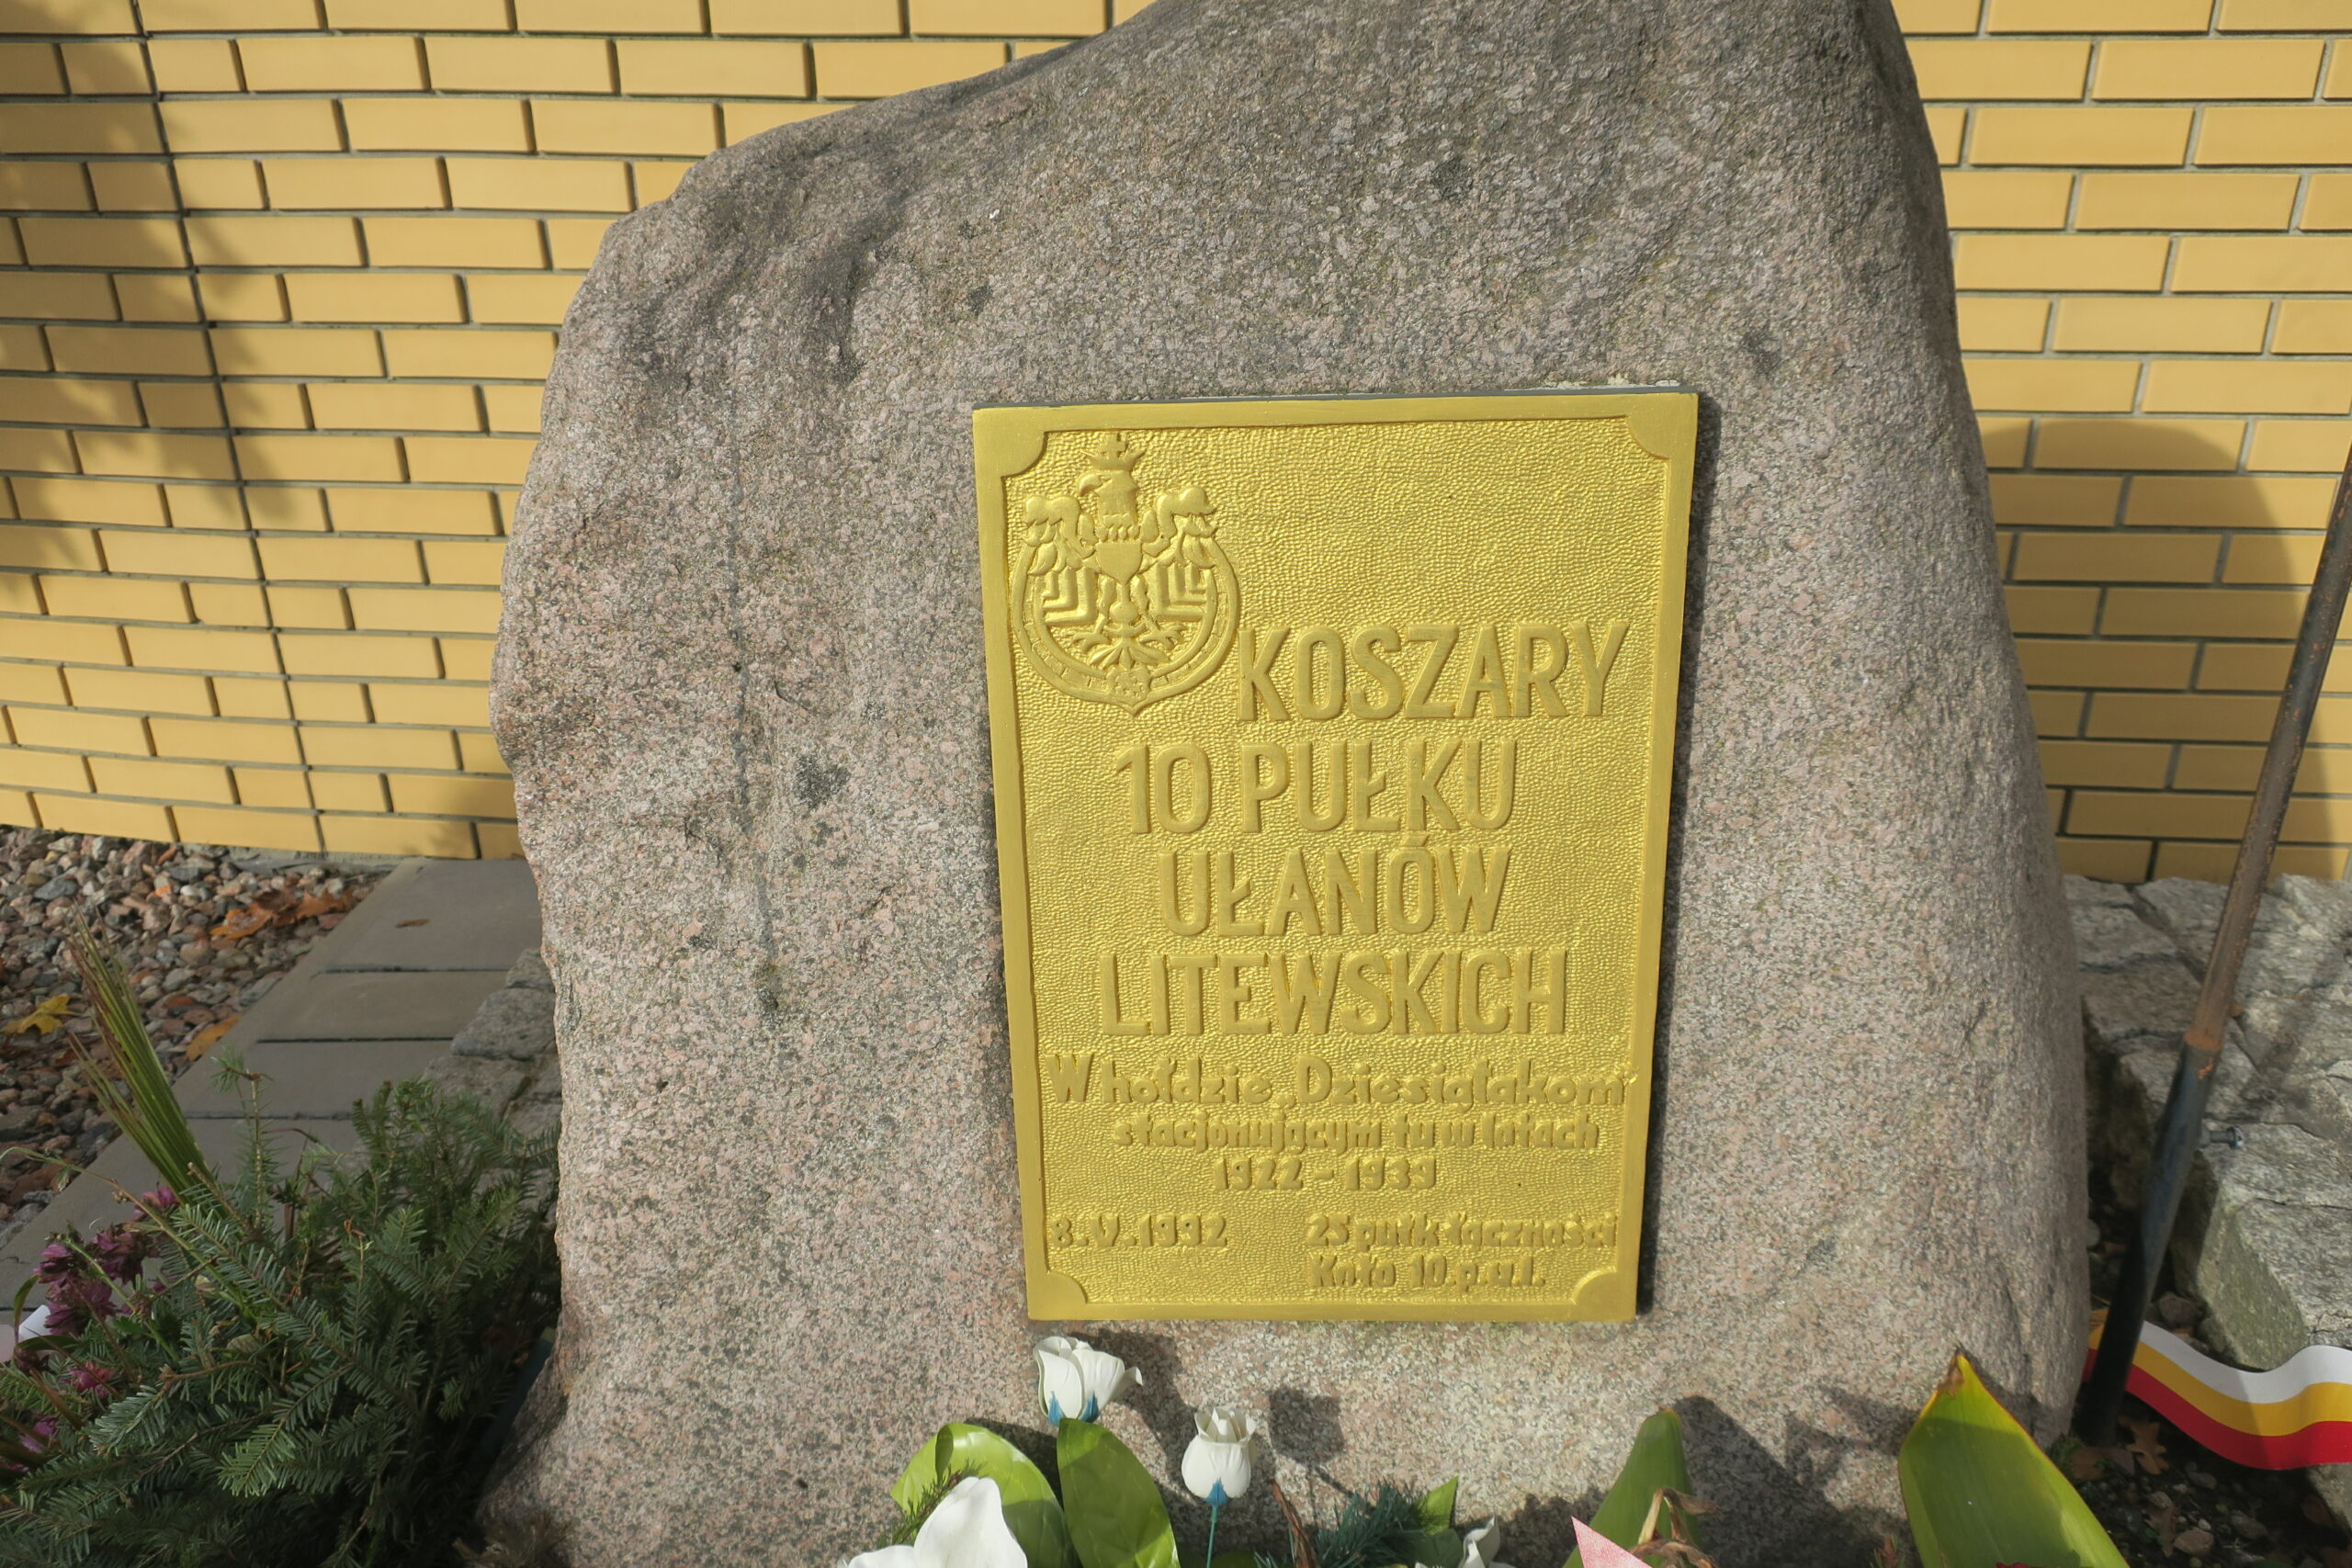 KOSZARY
10 PUŁKU
UŁANÓW
LITEWSKICH
W hołdzie „Dziesiątakom"
stacjonującym tu w latach
1922 - 1939
8.V.1992 25 pułk łączności
Koło 10.p.u.l.